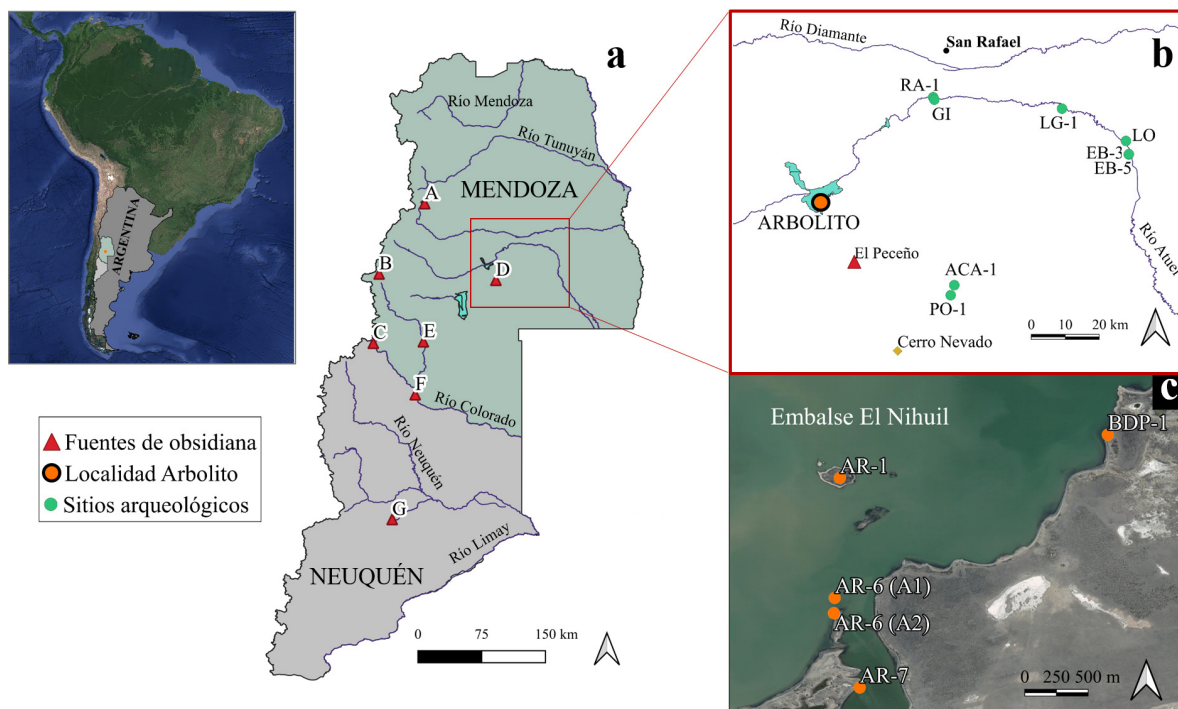 ARGENTINA
Fuentes de obsidiana
Localidad Arbolito
Sitios arqueológicos
a
Río Mendoza
Río Tunuyán
A
MENDOZA
B
D
C
E
F
Río Colorado
Río Neuquén
G
Río Limay
NEUQUÉN
0 75 150 km
b
Río Diamante
San Rafael
RA-1
GI
LG-1
LO
EB-3
EB-5
ARBOLITO
Río Atuel
El Peceño
ACA-1
PO-1
0 10 20 km
Cerro Nevado
c
Embalse El Nihuil
BDP-1
AR-1
AR-6 (A1)
AR-6 (A2)
AR-7
0 250 500 m